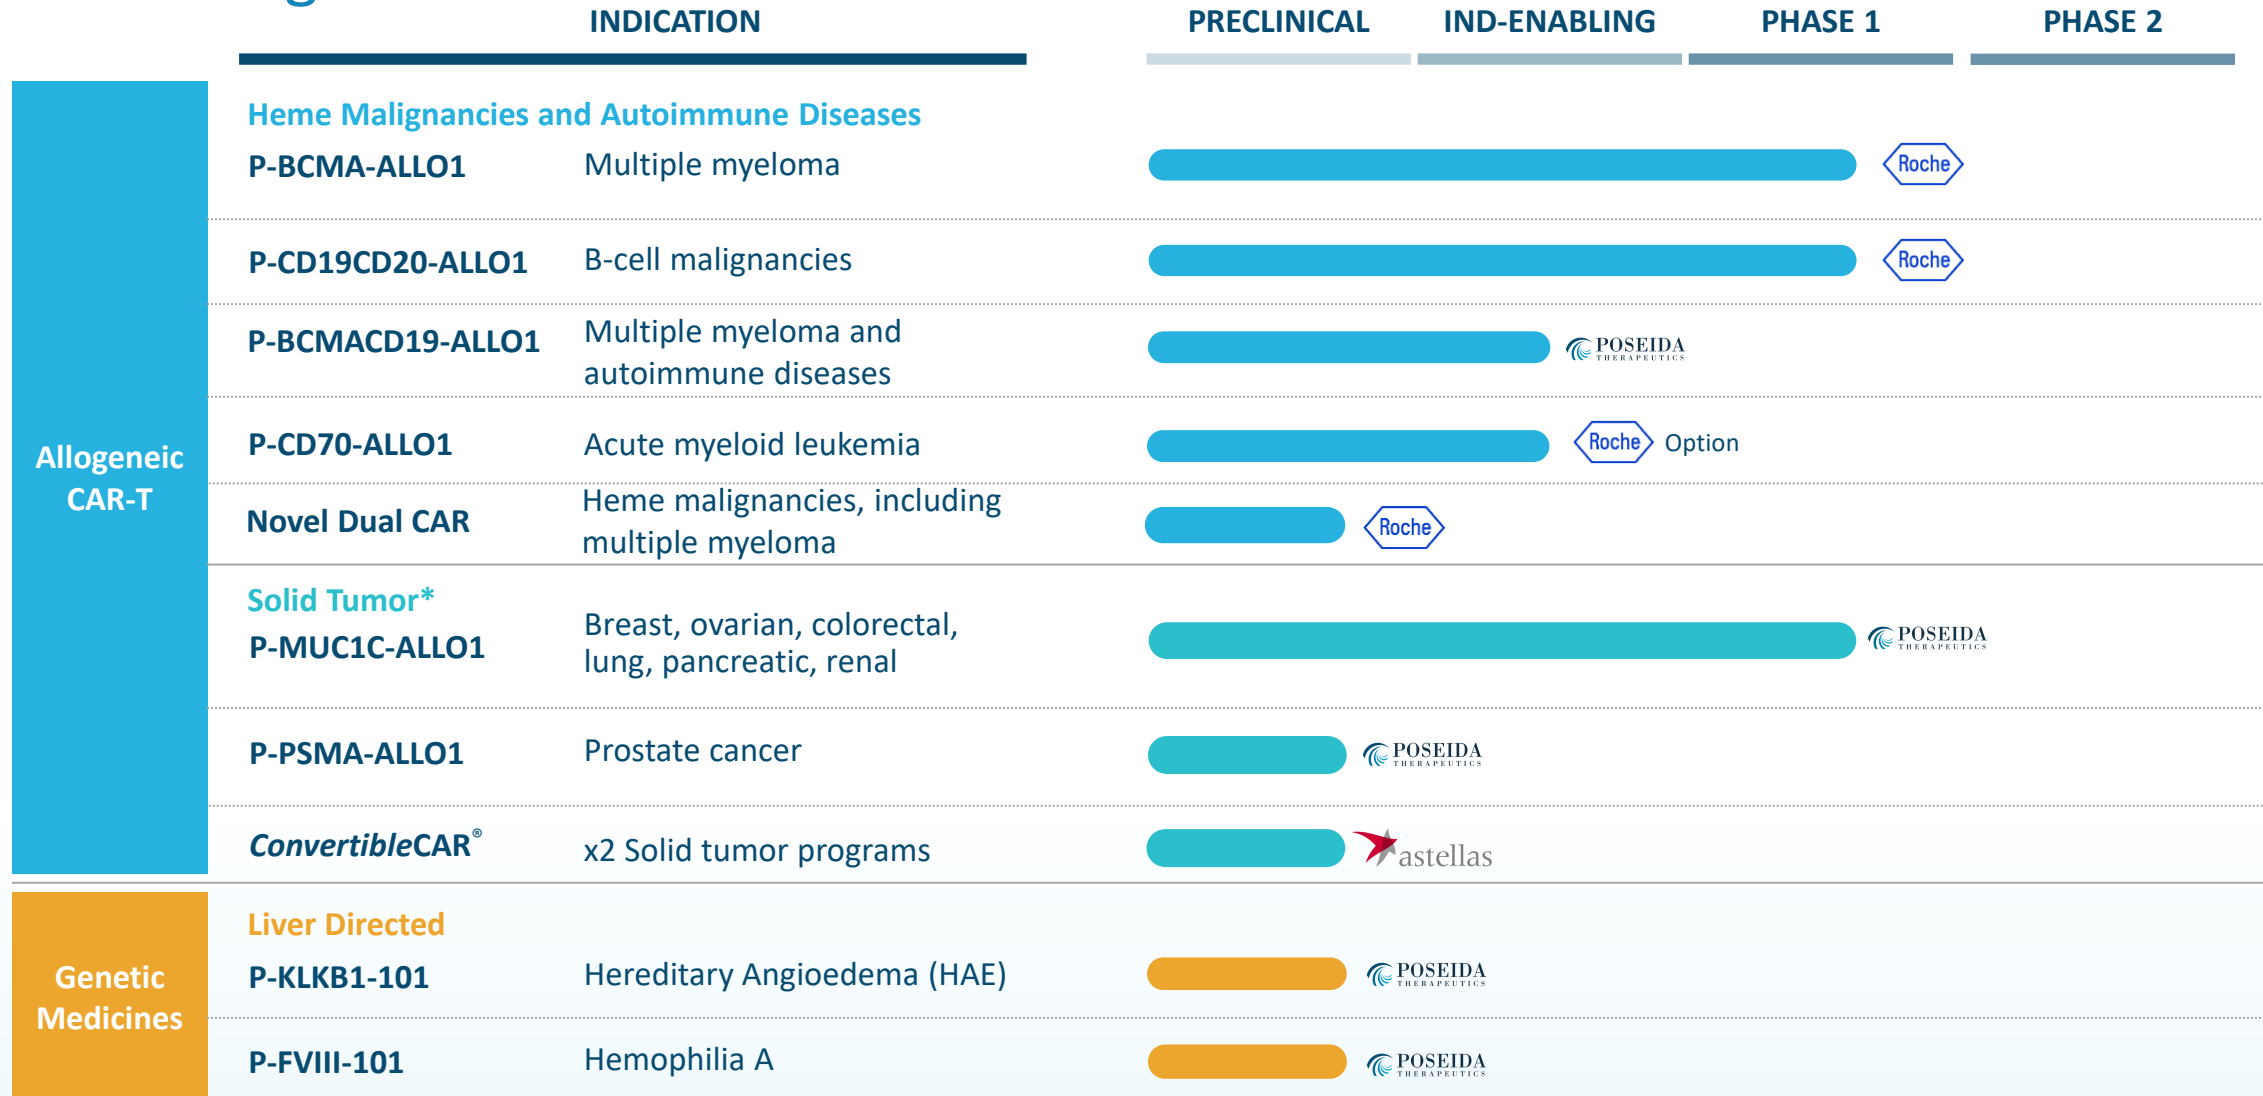 INDICATION PRECLINICAL IND-ENABLING PHASE 1 PHASE 2
Allogeneic
CAR-T
Heme Malignancies and Autoimmune Diseases
P-BCMA-ALLO1 Multiple myeloma Roche
P-CD19CD20-ALLO1 B-cell malignancies Roche
P-BCMACD19-ALLO1 Multiple myeloma and
autoimmune diseases
POSEIDA
THERAPEUTICS
P-CD70-ALLO1 Acute myeloid leukemia Roche Option
Novel Dual CAR Heme malignancies, including
multiple myeloma
Roche
Solid Tumor*
P-MUC1C-ALLO1 Breast, ovarian, colorectal,
lung, pancreatic, renal
POSEIDA
THERAPEUTICS
P-PSMA-ALLO1 Prostate cancer POSEIDA
THERAPEUTICS
ConvertibleCAR® x2 Solid tumor programs astellas
Genetic
Medicines
Liver Directed
P-KLKB1-101 Hereditary Angioedema (HAE) POSEIDA
THERAPEUTICS
P-FVIII-101 Hemophilia A POSEIDA
THERAPEUTICS